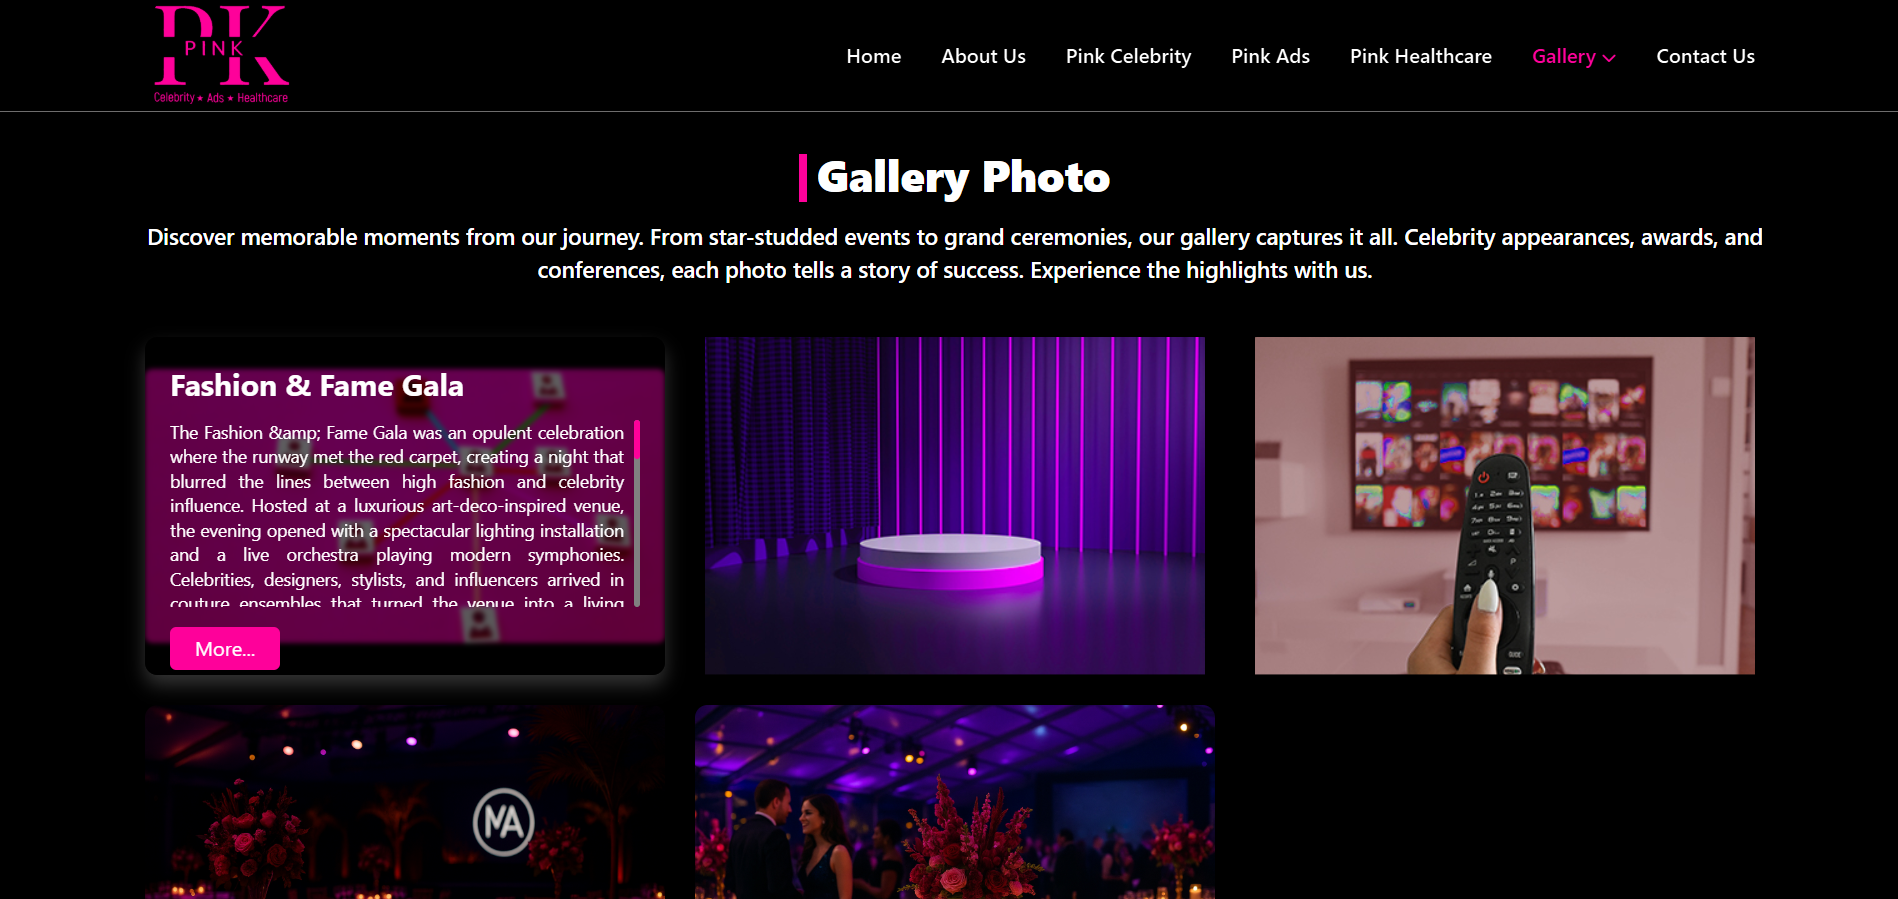 PK
PINK
Celebrity ★ Ads ★ Healthcare
Home
About Us
Pink Celebrity
Pink Ads
Pink Healthcare
Gallery
Contact Us
Gallery Photo
Discover memorable moments from our journey. From star-studded events to grand ceremonies, our gallery captures it all. Celebrity appearances, awards, and
conferences, each photo tells a story of success. Experience the highlights with us.
Fashion & Fame Gala
The Fashion &amp; Fame Gala was an opulent celebration
where the runway met the red carpet, creating a night that
blurred the lines between high fashion and celebrity
influence. Hosted at a luxurious art-deco-inspired venue,
the evening opened with a spectacular lighting installation
and a live orchestra playing modern symphonies.
Celebrities, designers, stylists, and influencers arrived in
couture ensembles that turned the venue into a living
More...
MA